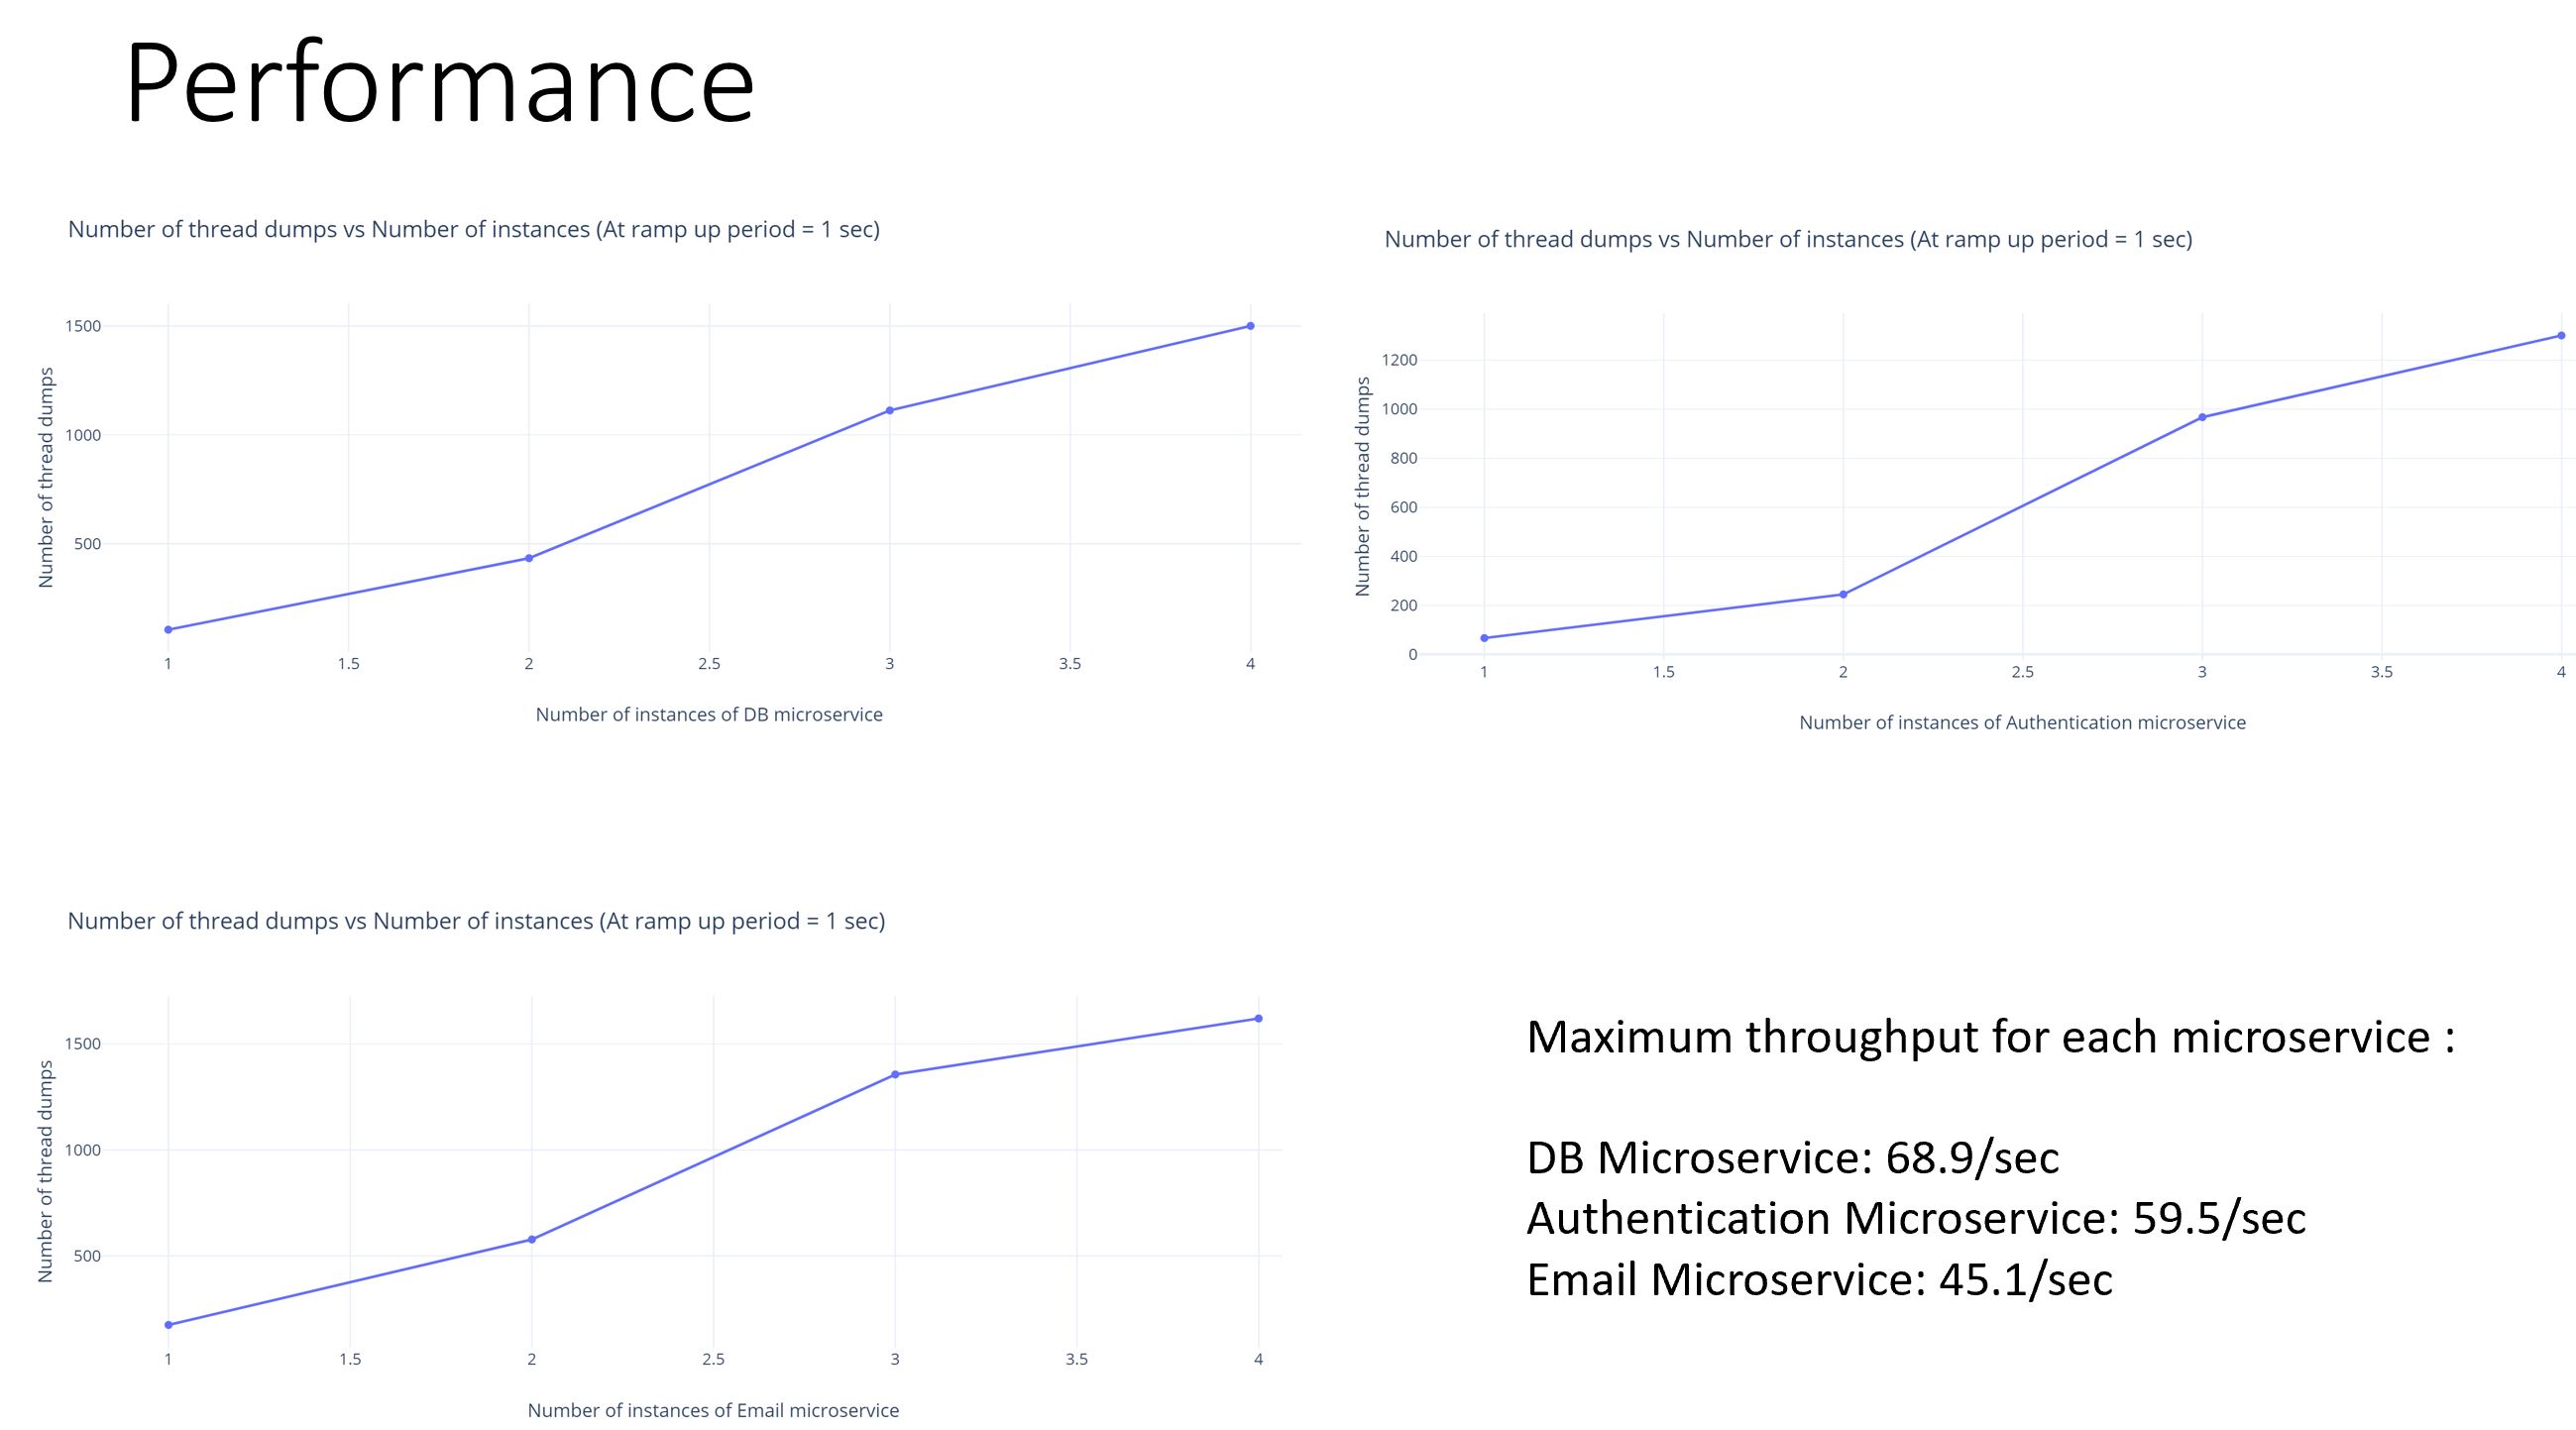 Performance
Number of thread dumps vs Number of instances (At ramp up period = 1 sec)
Number of thread dumps
1500
1000
500
1 1.5 2 2.5 3 3.5 4
Number of instances of DB microservice
Number of thread dumps vs Number of instances (At ramp up period = 1 sec)
Number of thread dumps
1200
1000
800
600
400
200
0
1 1.5 2 2.5 3 3.5 4
Number of instances of Authentication microservice
Number of thread dumps vs Number of instances (At ramp up period = 1 sec)
Number of thread dumps
1500
1000
500
1 1.5 2 2.5 3 3.5 4
Number of instances of Email microservice
Maximum throughput for each microservice :
DB Microservice: 68.9/sec
Authentication Microservice: 59.5/sec
Email Microservice: 45.1/sec